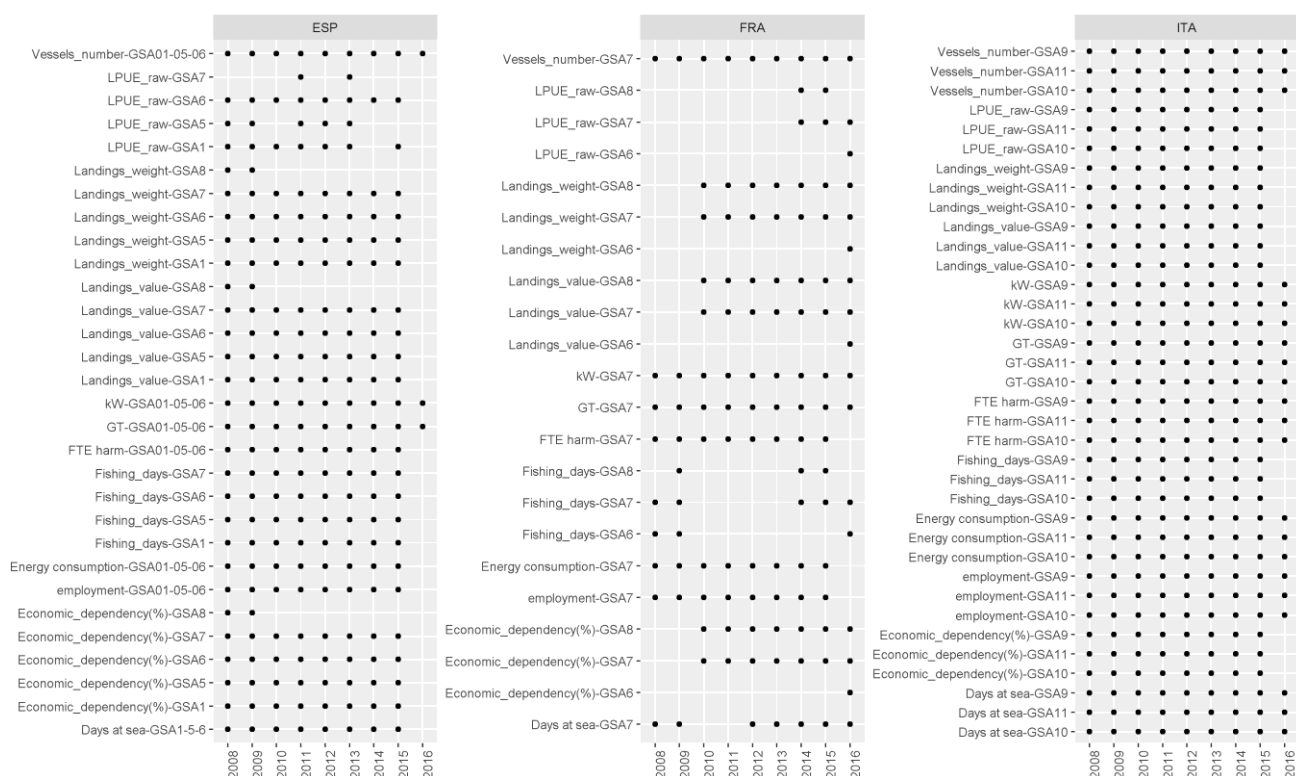 ESP
Vessels_number-GSA01-05-06
LPUE_raw-GSA7
LPUE_raw-GSA6
LPUE_raw-GSA5
LPUE_raw-GSA1
Landings_weight-GSA8
Landings_weight-GSA7
Landings_weight-GSA6
Landings_weight-GSA5
Landings_weight-GSA1
Landings_value-GSA8
Landings_value-GSA7
Landings_value-GSA6
Landings_value-GSA5
Landings_value-GSA1
kW-GSA01-05-06
GT-GSA01-05-06
FTE harm-GSA01-05-06
Fishing_days-GSA7
Fishing_days-GSA6
Fishing_days-GSA5
Fishing_days-GSA1
Energy consumption-GSA01-05-06
employment-GSA01-05-06
Economic_dependency(%)-GSA8
Economic_dependency(%)-GSA7
Economic_dependency(%)-GSA6
Economic_dependency(%)-GSA5
Economic_dependency(%)-GSA1
Days at sea-GSA1-5-6
2008 2009 2010 2011 2012 2013 2014 2015 2016
FRA
Vessels_number-GSA7
LPUE_raw-GSA8
LPUE_raw-GSA7
LPUE_raw-GSA6
Landings_weight-GSA8
Landings_weight-GSA7
Landings_weight-GSA6
Landings_value-GSA8
Landings_value-GSA7
Landings_value-GSA6
kW-GSA7
GT-GSA7
FTE harm-GSA7
Fishing_days-GSA8
Fishing_days-GSA7
Fishing_days-GSA6
Energy consumption-GSA7
employment-GSA7
Economic_dependency(%)-GSA8
Economic_dependency(%)-GSA7
Economic_dependency(%)-GSA6
Days at sea-GSA7
2008 2009 2010 2011 2012 2013 2014 2015 2016
ITA
Vessels_number-GSA9
Vessels_number-GSA11
Vessels_number-GSA10
LPUE_raw-GSA9
LPUE_raw-GSA11
LPUE_raw-GSA10
Landings_weight-GSA9
Landings_weight-GSA11
Landings_weight-GSA10
Landings_value-GSA9
Landings_value-GSA11
Landings_value-GSA10
kW-GSA9
kW-GSA11
kW-GSA10
GT-GSA9
GT-GSA11
GT-GSA10
FTE harm-GSA9
FTE harm-GSA11
FTE harm-GSA10
Fishing_days-GSA9
Fishing_days-GSA11
Fishing_days-GSA10
Energy consumption-GSA9
Energy consumption-GSA11
Energy consumption-GSA10
employment-GSA9
employment-GSA11
employment-GSA10
Economic_dependency(%)-GSA9
Economic_dependency(%)-GSA11
Economic_dependency(%)-GSA10
Days at sea-GSA9
Days at sea-GSA11
Days at sea-GSA10
2008 2009 2010 2011 2012 2013 2014 2015 2016